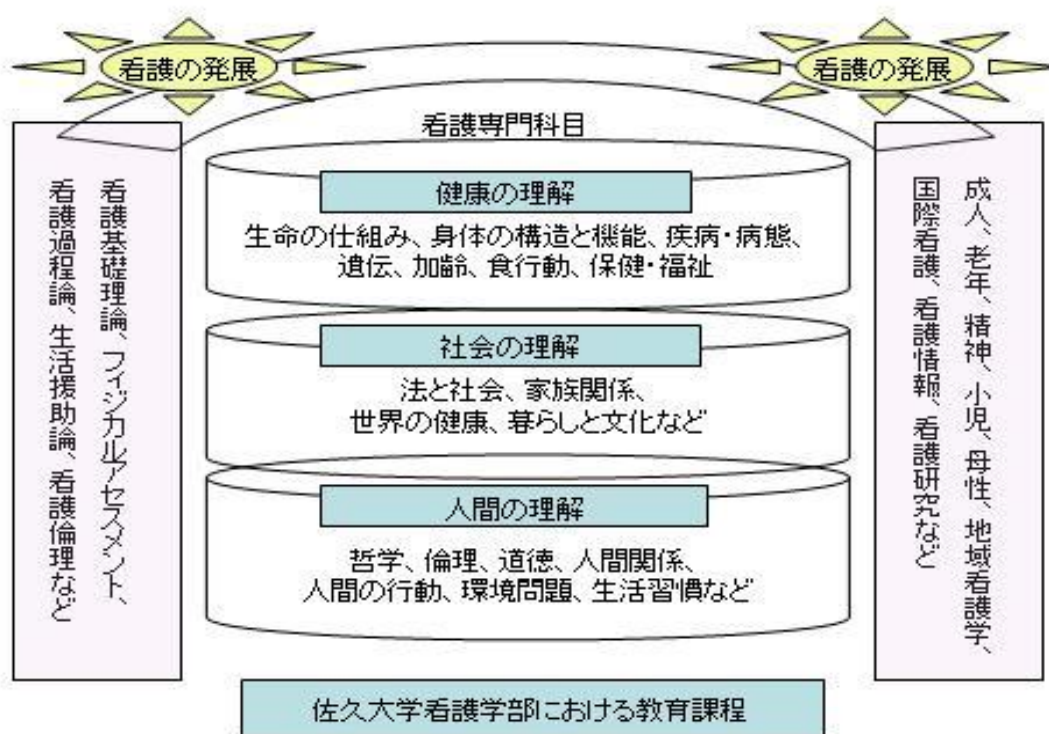 看護の発展
看護の発展
看護専門科目
健康の理解
生命の仕組み、身体の構造と機能、疾病・病態、
遺伝、加齢、食行動、保健・福祉
社会の理解
法と社会、家族関係、
世界の健康、暮らしと文化など
人間の理解
哲学、倫理、道徳、人間関係、
人間の行動、環境問題、生活習慣など
看護基礎理論、フィジカルアセスメント、
看護過程論、生活援助論、看護倫理など
成人、老年、精神、小児、母性、地域看護学、
国際看護、看護情報、看護研究など
佐久大学看護学部における教育課程